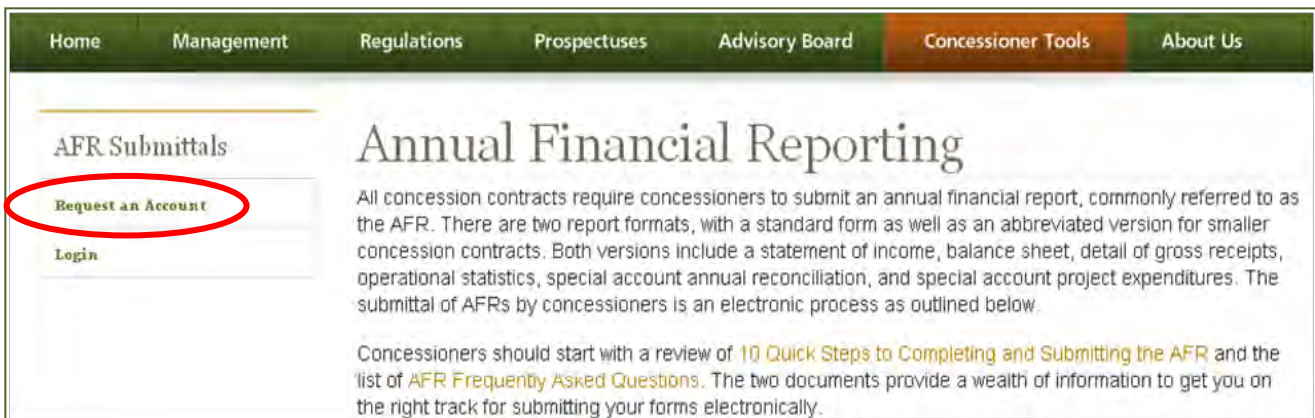 Home Management Regulations Prospectuses Advisory Board Concessioner Tools About Us
AFR Submittals
Request an Account
Login
Annual Financial Reporting
All concession contracts require concessioners to submit an annual financial report, commonly referred to as
the AFR. There are two report formats, with a standard form as well as an abbreviated version for smaller
concession contracts. Both versions include a statement of income, balance sheet, detail of gross receipts,
operational statistics, special account annual reconciliation, and special account project expenditures. The
submittal of AFRs by concessioners is an electronic process as outlined below.
Concessioners should start with a review of 10 Quick Steps to Completing and Submitting the AFR and the
list of AFR Frequently Asked Questions. The two documents provide a wealth of information to get you on
the right track for submitting your forms electronically.